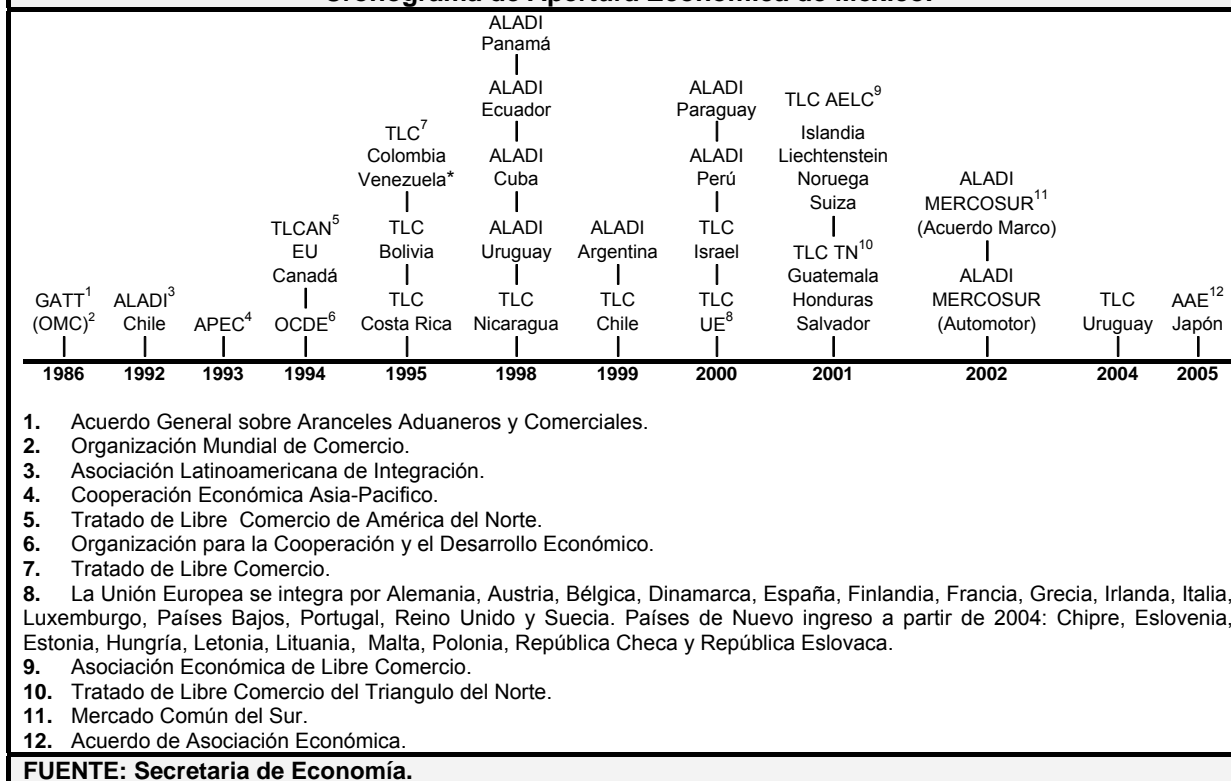 Cronograma de Apertura Económica de México.
GATT1
(OMC)2
1986
ALADI3
Chile
1992
APEC4
1993
TLCAN5
EU
Canadá
OCDE6
1994
TLC7
Colombia
Venezuela*
TLC
Bolivia
TLC
Costa Rica
1995
ALADI
Panamá
ALADI
Ecuador
ALADI
Cuba
ALADI
Uruguay
TLC
Nicaragua
1998
ALADI
Argentina
TLC
Chile
1999
ALADI
Paraguay
ALADI
Perú
TLC
Israel
TLC
UE8
2000
TLC AELC9
Islandia
Liechtenstein
Noruega
Suiza
TLC TN10
Guatemala
Honduras
Salvador
2001
ALADI
MERCOSUR11
(Acuerdo Marco)
ALADI
MERCOSUR
(Automotor)
2002
TLC
Uruguay
2004
AAE12
Japón
2005
1. Acuerdo General sobre Aranceles Aduaneros y Comerciales.
2. Organización Mundial de Comercio.
3. Asociación Latinoamericana de Integración.
4. Cooperación Económica Asia-Pacifico.
5. Tratado de Libre Comercio de América del Norte.
6. Organización para la Cooperación y el Desarrollo Económico.
7. Tratado de Libre Comercio.
8. La Unión Europea se integra por Alemania, Austria, Bélgica, Dinamarca, España, Finlandia, Francia, Grecia, Irlanda, Italia,
Luxemburgo, Países Bajos, Portugal, Reino Unido y Suecia. Países de Nuevo ingreso a partir de 2004: Chipre, Eslovenia,
Estonia, Hungría, Letonia, Lituania, Malta, Polonia, República Checa y República Eslovaca.
9. Asociación Económica de Libre Comercio.
10. Tratado de Libre Comercio del Triangulo del Norte.
11. Mercado Común del Sur.
12. Acuerdo de Asociación Económica.
FUENTE: Secretaria de Economía.